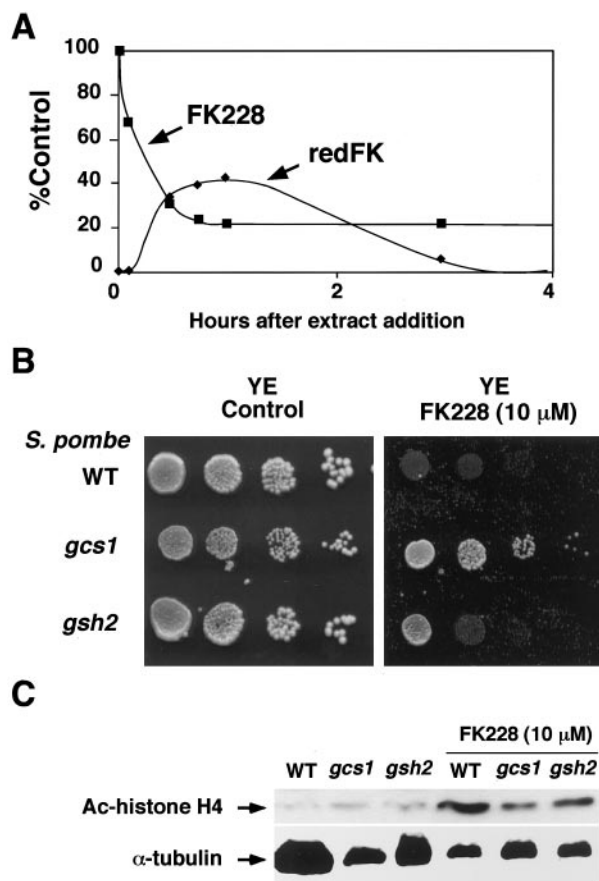 A
%Control
100
80
60
40
20
0
FK228
redFK
0
2
4
Hours after extract addition
B
YE
Control
YE
FK228 (10 μM)
S. pombe
WT
gcs1
gsh2
C
FK228 (10 μM)
WT gcs1 gsh2 WT gcs1 gsh2
Ac-histone H4
α-tubulin